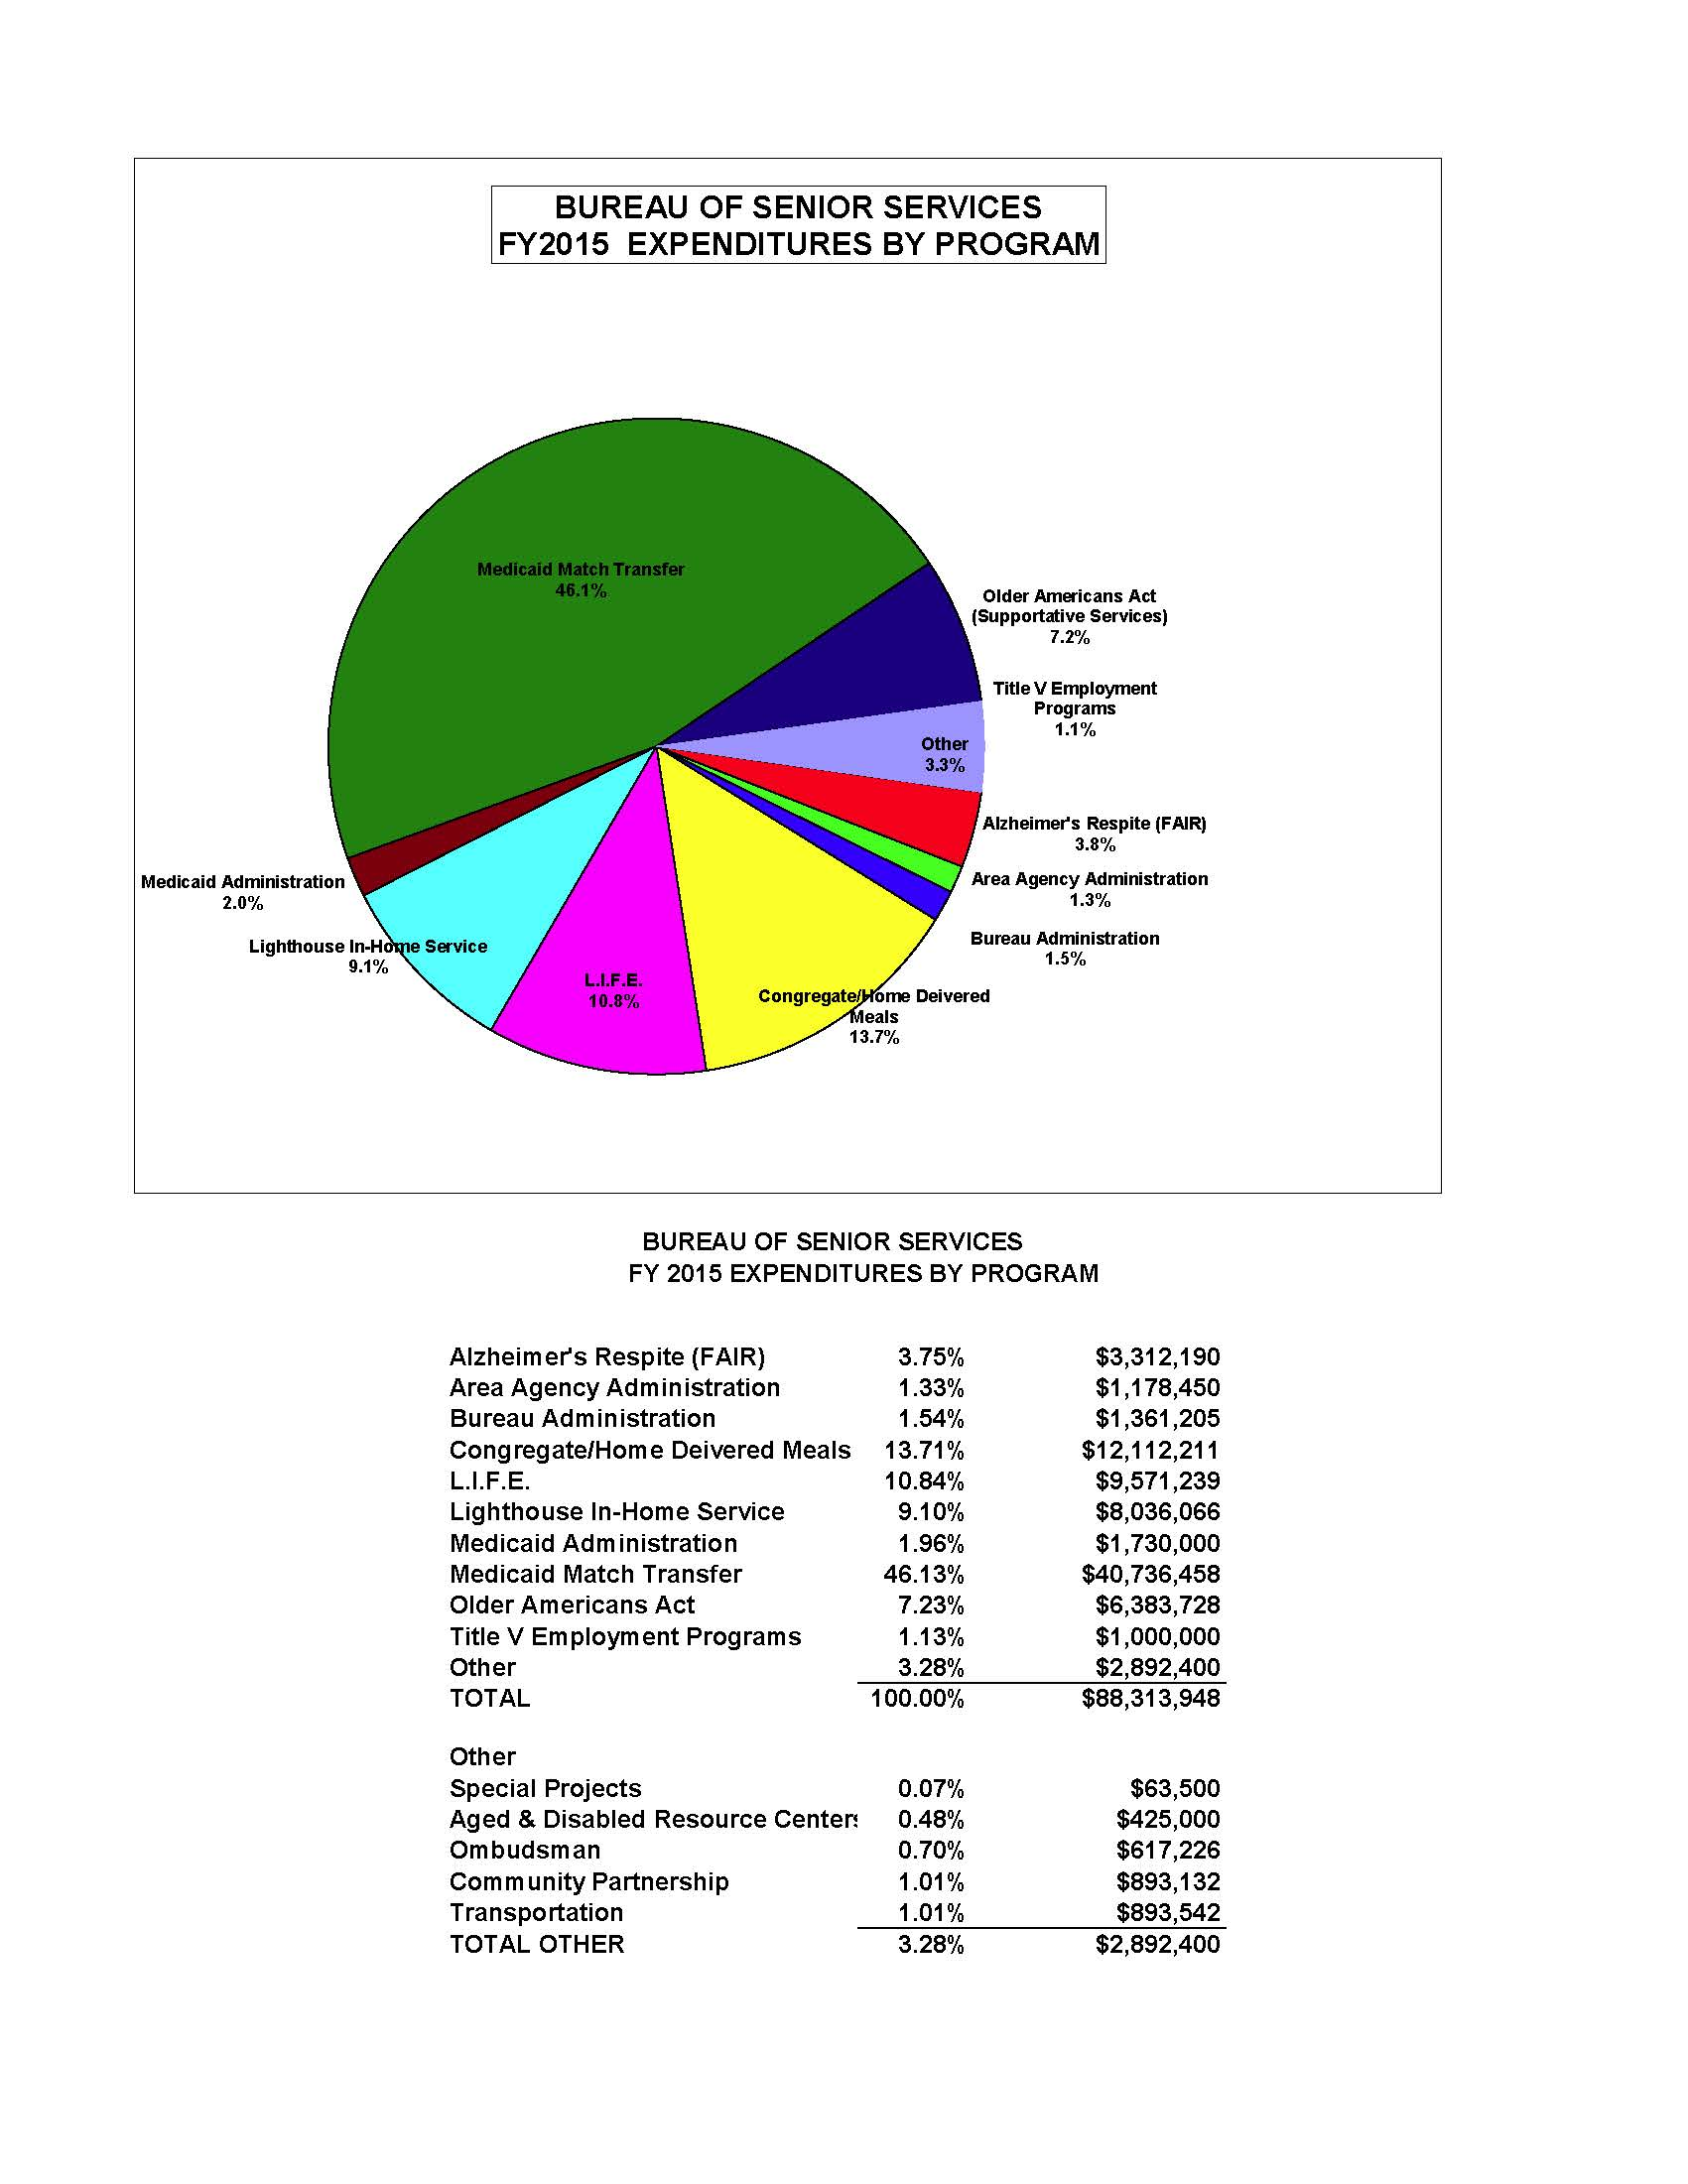 BUREAU OF SENIOR SERVICES
FY2015 EXPENDITURES BY PROGRAM
Medicaid Match Transfer
46.1%
Older Americans Act
(Supportative Services)
7.2%
Title V Employment
Programs
1.1%
Other
3.3%
Alzheimer's Respite (FAIR)
3.8%
Area Agency Administration
1.3%
Bureau Administration
1.5%
Congregate/Home Deivered
Meals
13.7%
L.I.F.E.
10.8%
Lighthouse In-Home Service
9.1%
Medicaid Administration
2.0%
BUREAU OF SENIOR SERVICES
FY 2015 EXPENDITURES BY PROGRAM
Alzheimer's Respite (FAIR) 3.75% $3,312,190
Area Agency Administration 1.33% $1,178,450
Bureau Administration 1.54% $1,361,205
Congregate/Home Deivered Meals 13.71% $12,112,211
L.I.F.E. 10.84% $9,571,239
Lighthouse In-Home Service 9.10% $8,036,066
Medicaid Administration 1.96% $1,730,000
Medicaid Match Transfer 46.13% $40,736,458
Older Americans Act 7.23% $6,383,728
Title V Employment Programs 1.13% $1,000,000
Other 3.28% $2,892,400
TOTAL 100.00% $88,313,948
Other
Special Projects 0.07% $63,500
Aged & Disabled Resource Centers 0.48% $425,000
Ombudsman 0.70% $617,226
Community Partnership 1.01% $893,132
Transportation 1.01% $893,542
TOTAL OTHER 3.28% $2,892,400